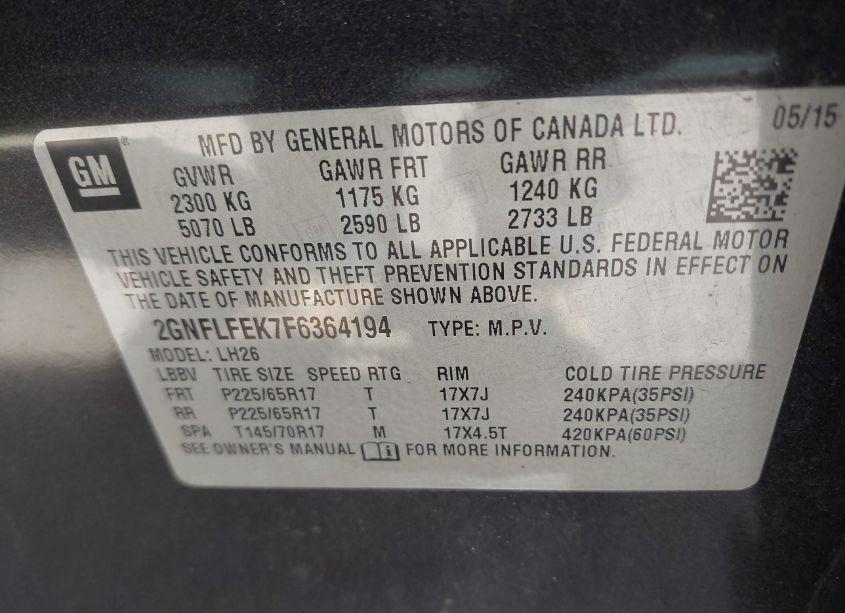 MFD BY GENERAL MOTORS OF CANADA LTD. 05/15
GM®
GVWR GAWR FRT GAWR RR
2300 KG 1175 KG 1240 KG
5070 LB 2590 LB 2733 LB
THIS VEHICLE CONFORMS TO ALL APPLICABLE U.S. FEDERAL MOTOR
VEHICLE SAFETY AND THEFT PREVENTION STANDARDS IN EFFECT ON
THE DATE OF MANUFACTURE SHOWN ABOVE.
2GNFLFEK7F6364194 TYPE: M.P.V.
MODEL: LH26
LBBV TIRE SIZE SPEED RTG RIM COLD TIRE PRESSURE
FRT P225/65R17 T 17X7J 240KPA(35PSI)
RR P225/65R17 T 17X7J 240KPA(35PSI)
SPA T145/70R17 M 17X4.5T 420KPA(60PSI)
SEE OWNER'S MANUAL i FOR MORE INFORMATION.